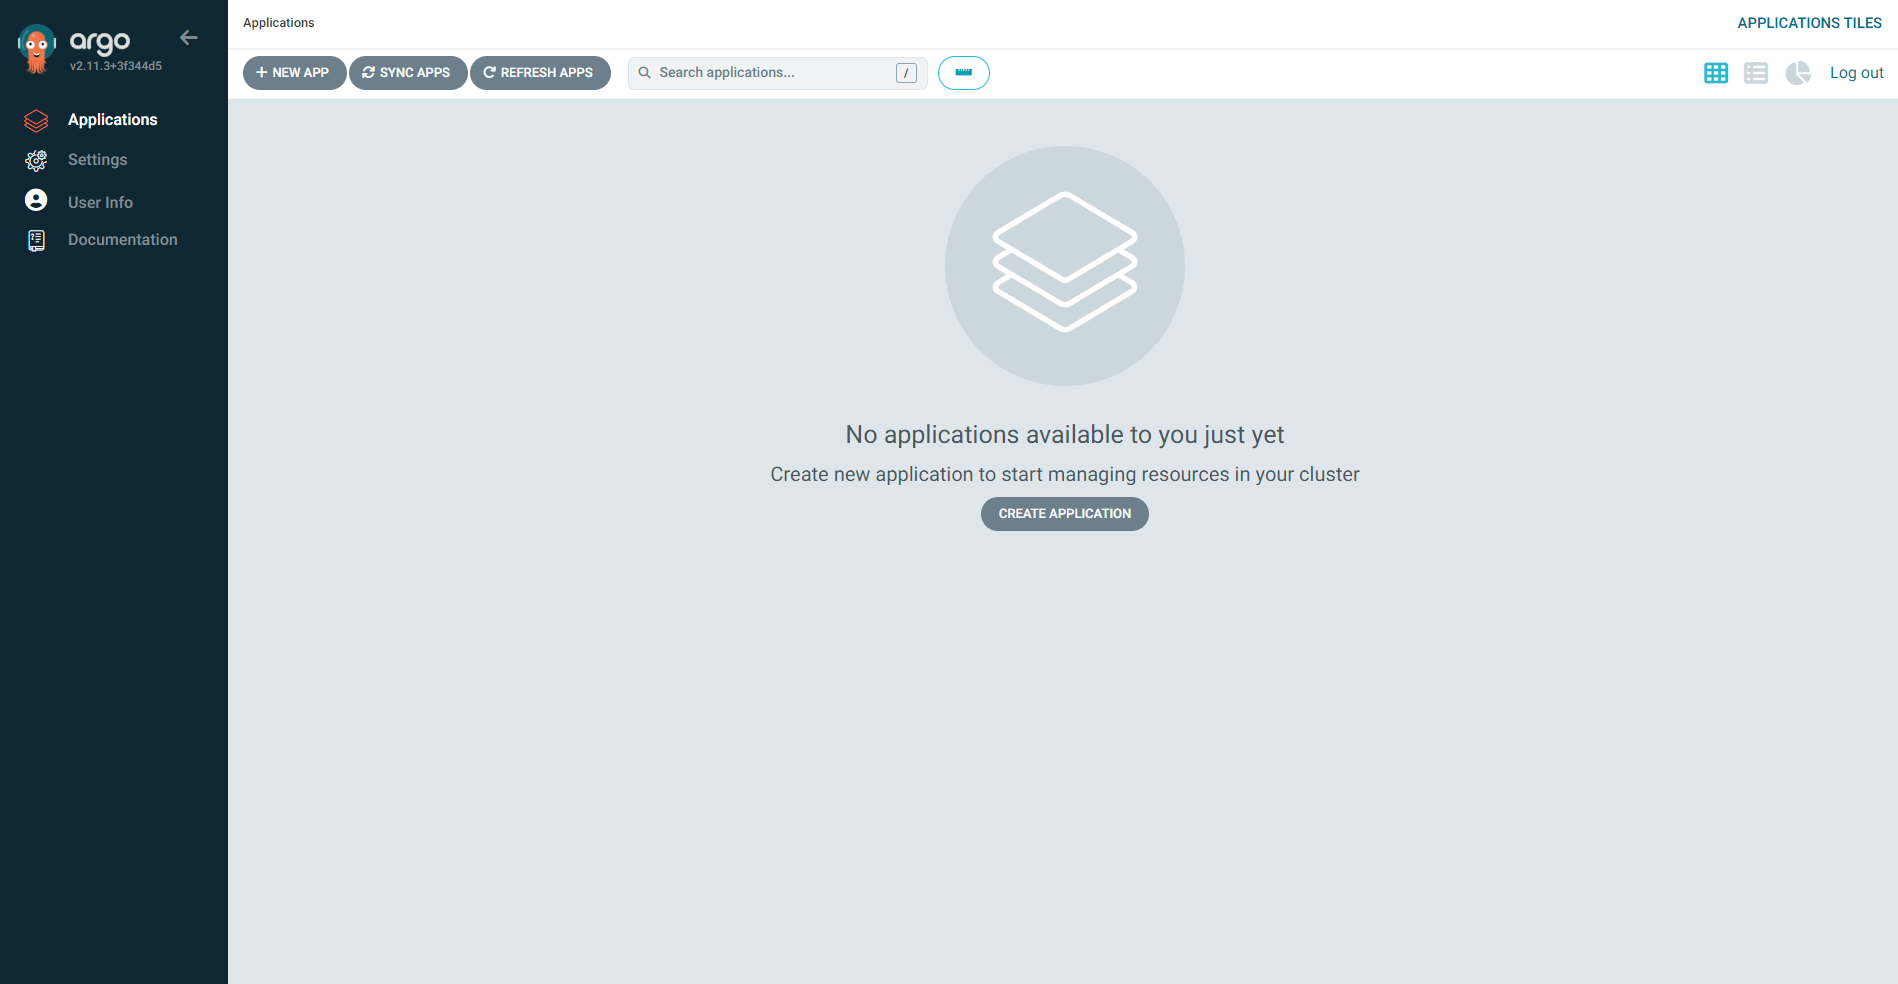 argo
v2.11.3+3f344d5
Applications
Settings
User Info
Documentation
Applications
APPLICATIONS TILES
NEW APP
SYNC APPS
REFRESH APPS
Search applications...
/
Log out
No applications available to you just yet
Create new application to start managing resources in your cluster
CREATE APPLICATION